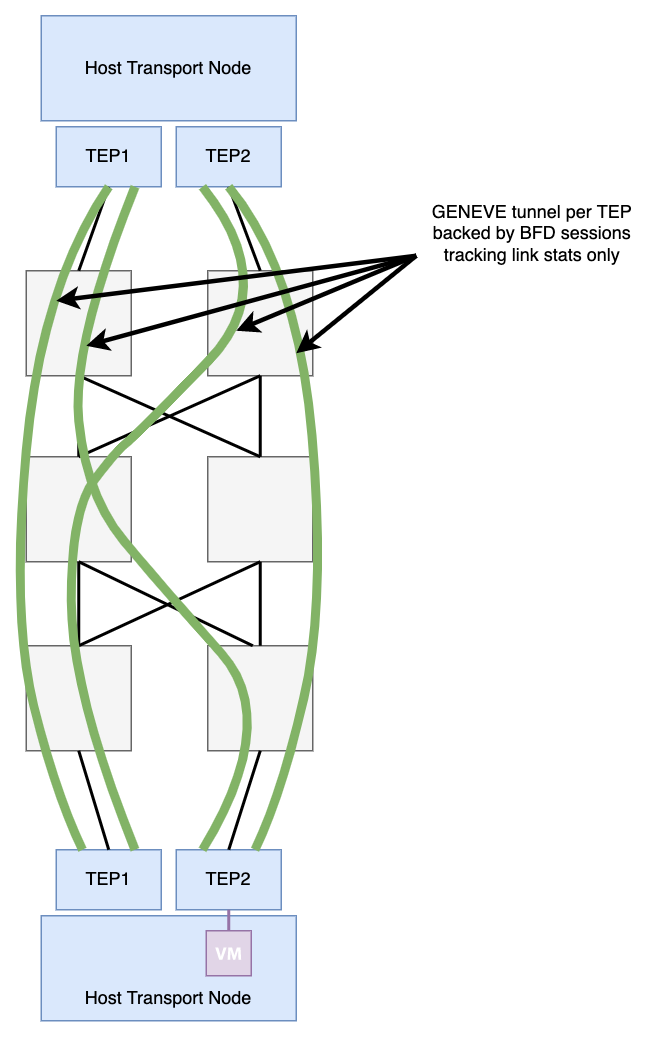 Host Transport Node
TEP1
TEP2
GENEVE tunnel per TEP
backed by BFD sessions
tracking link stats only
TEP1
TEP2
VM
Host Transport Node